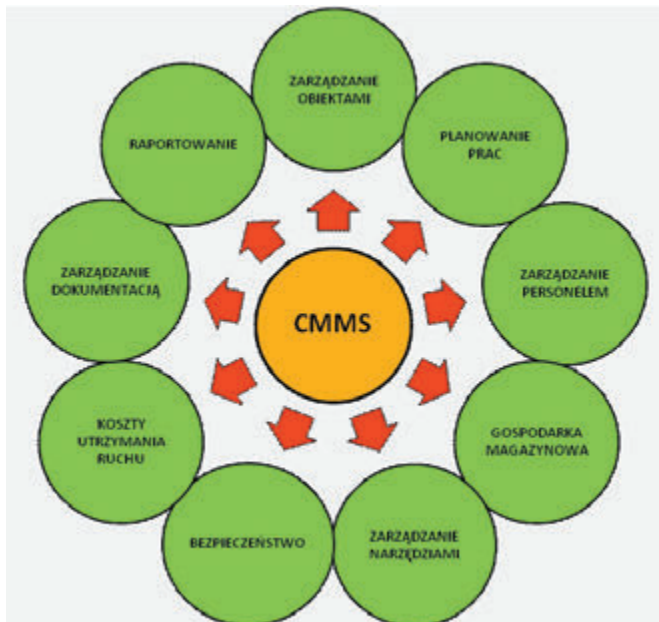 ZARZĄDZANIE
OBIEKTAMI
PLANOWANIE
PRAC
ZARZĄDZANIE
PERSONELEM
GOSPODARKA
MAGAZYNOWA
ZARZĄDZANIE
NARZĘDZIAMI
BEZPIECZEŃSTWO
KOSZTY
UTRZYMANIA
RUCHU
ZARZĄDZANIE
DOKUMENTACJĄ
RAPORTOWANIE
CMMS